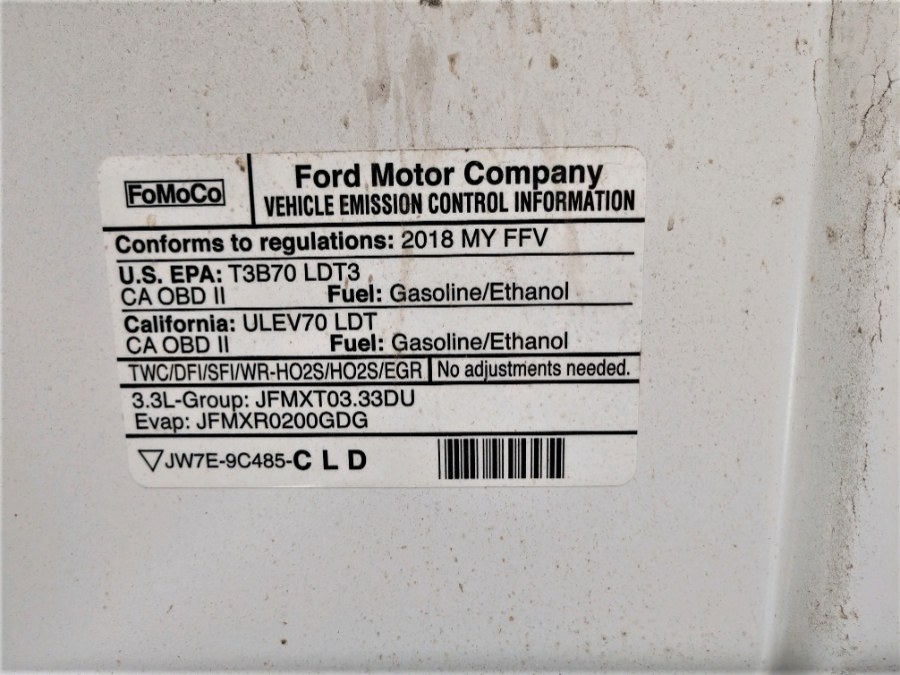 FoMoCo
Ford Motor Company
VEHICLE EMISSION CONTROL INFORMATION
Conforms to regulations: 2018 MY FFV
U.S. EPA: T3B70 LDT3
CA OBD II Fuel: Gasoline/Ethanol
California: ULEV70 LDT
CA OBD II Fuel: Gasoline/Ethanol
TWC/DFI/SFI/WR-HO2S/HO2S/EGR No adjustments needed.
3.3L-Group: JFMXT03.33DU
Evap: JFMXR0200GDG
▽JW7E-9C485-C L D